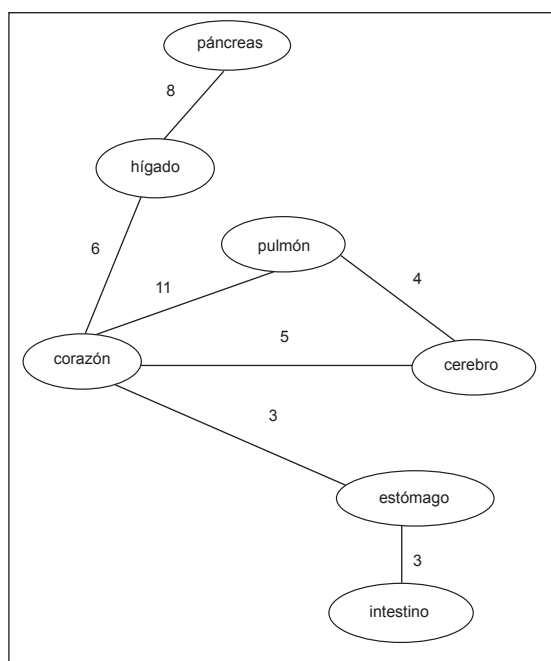 páncreas
8
hígado
6
pulmón
11
4
corazón
5
cerebro
3
estómago
3
intestino